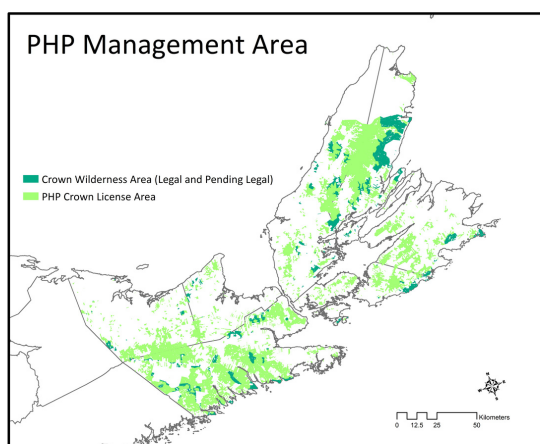 PHP Management Area
Crown Wilderness Area (Legal and Pending Legal)
PHP Crown License Area
0 12.5 25 50
Kilometers